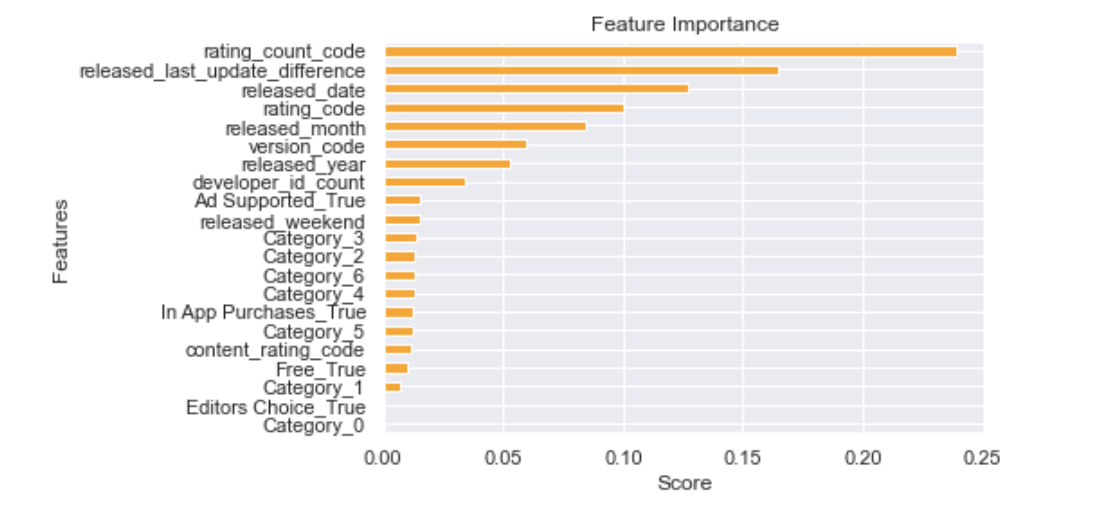 Feature Importance
rating_count_code
released_last_update_difference
released_date
rating_code
released_month
version_code
released_year
developer_id_count
Ad Supported_True
released_weekend
Category_3
Category_2
Category_6
Category_4
In App Purchases_True
Category_5
content_rating_code
Free_True
Category_1
Editors Choice_True
Category_0
Features
0.00 0.05 0.10 0.15 0.20 0.25
Score